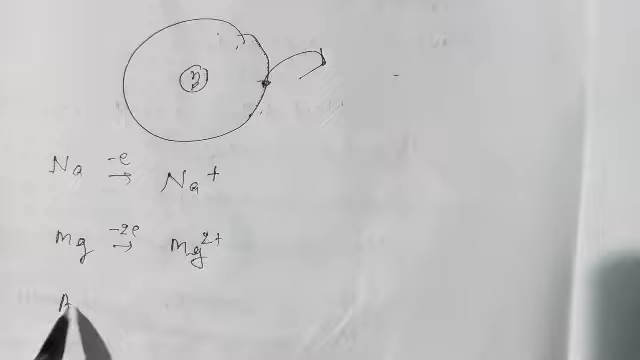 n
p
Na -e → Na+
Mg -2e → Mg2+
A